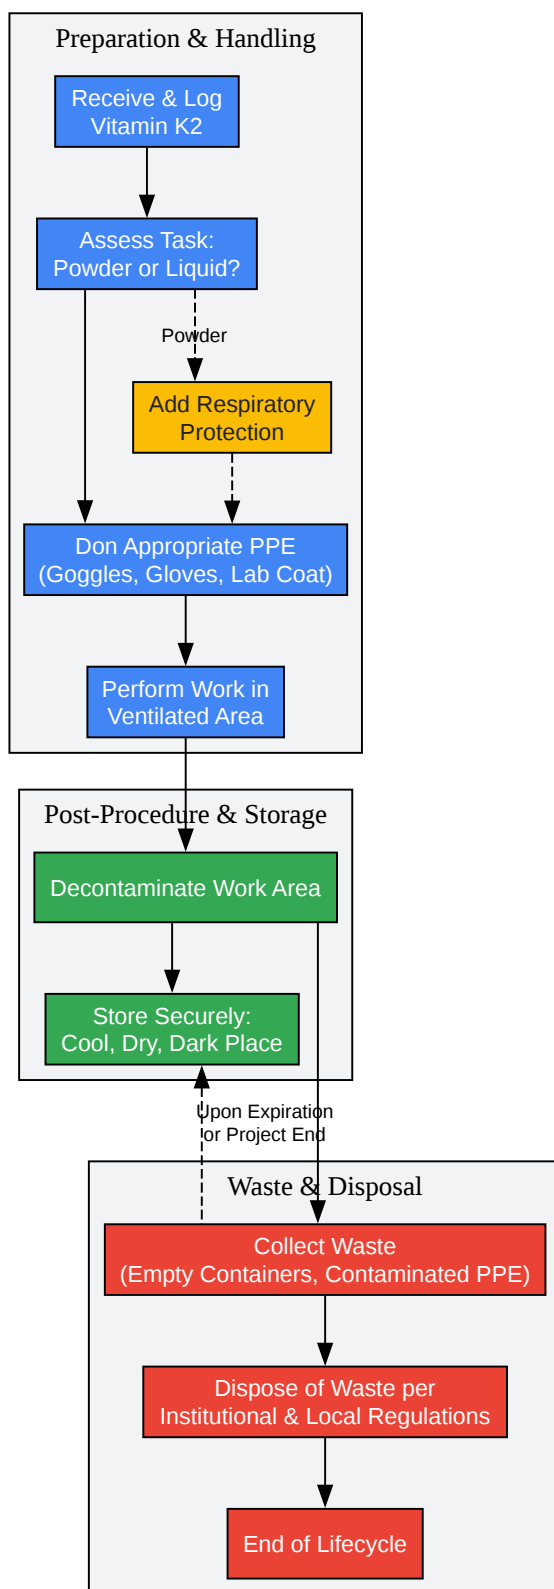 Preparation & Handling
Receive & Log
Vitamin K2
Assess Task:
Powder or Liquid?
Powder
Add Respiratory
Protection
Don Appropriate PPE
(Goggles, Gloves, Lab Coat)
Perform Work in
Ventilated Area
Post-Procedure & Storage
Decontaminate Work Area
Store Securely:
Cool, Dry, Dark Place
Upon Expiration
or Project End
Waste & Disposal
Collect Waste
(Empty Containers, Contaminated PPE)
Dispose of Waste per
Institutional & Local Regulations
End of Lifecycle